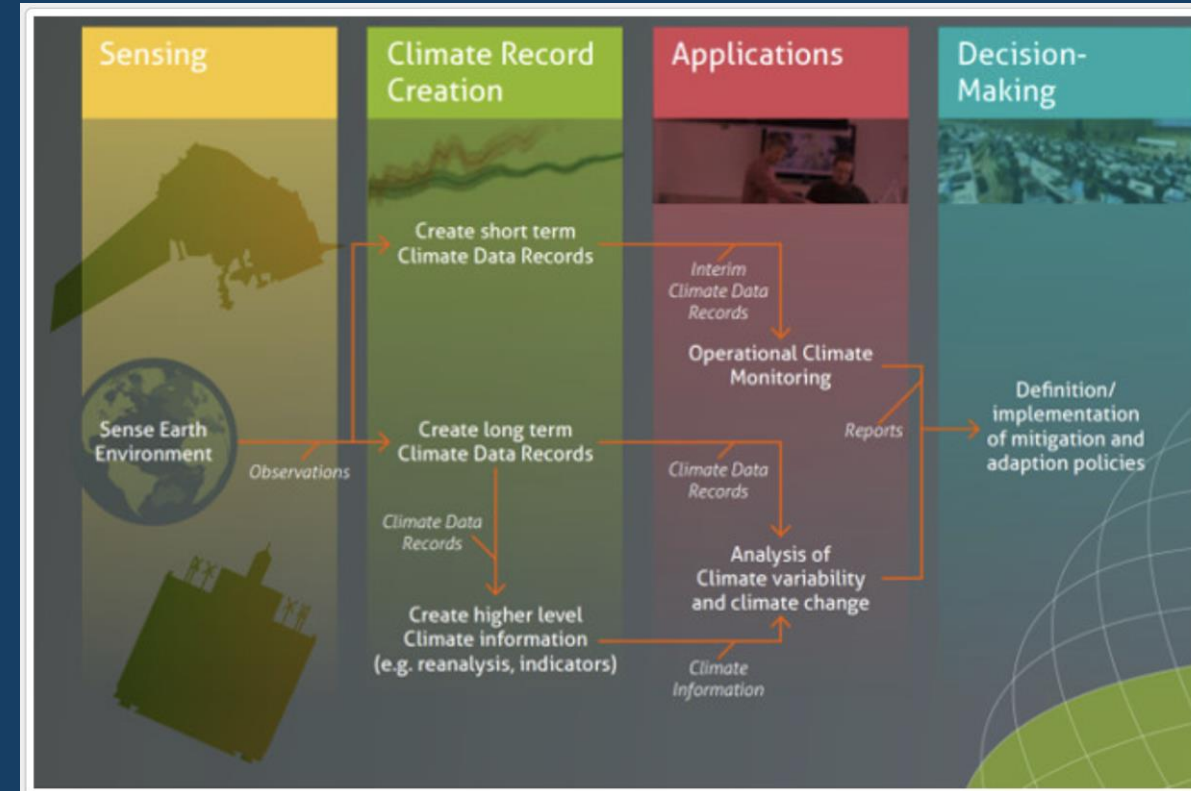 Sensing
Climate Record
Creation
Applications
Decision-
Making
Create short term
Climate Data Records
Interim
Climate Data
Records
Operational Climate
Monitoring
Reports
Definition/
implementation
of mitigation and
adaption policies
Sense Earth
Environment
Observations
Create long term
Climate Data Records
Climate Data
Records
Climate Data
Records
Analysis of
Climate variability
and climate change
Create higher level
Climate information
(e.g. reanalysis, indicators)
Climate
Information